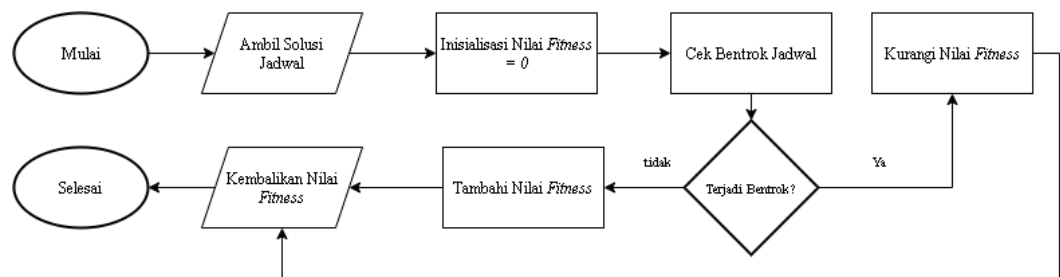 Mulai
Ambil Solusi
Jadwal
Inisialisasi Nilai Fitness
= 0
Cek Bentrok Jadwal
Kurangi Nilai Fitness
Selesai
Kembalikan Nilai
Fitness
Tambahi Nilai Fitness
tidak
Terjadi Bentrok?
Ya